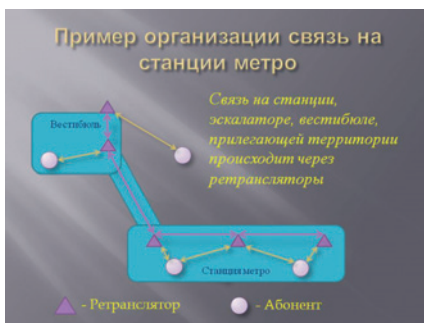 Пример организации связь на
станции метро
Связь на станции,
эскалаторе, вестибюле,
прилегающей территории
происходит через
ретрансляторы
Вестибюль
Станция метро
- Ретранслятор
- Абонент